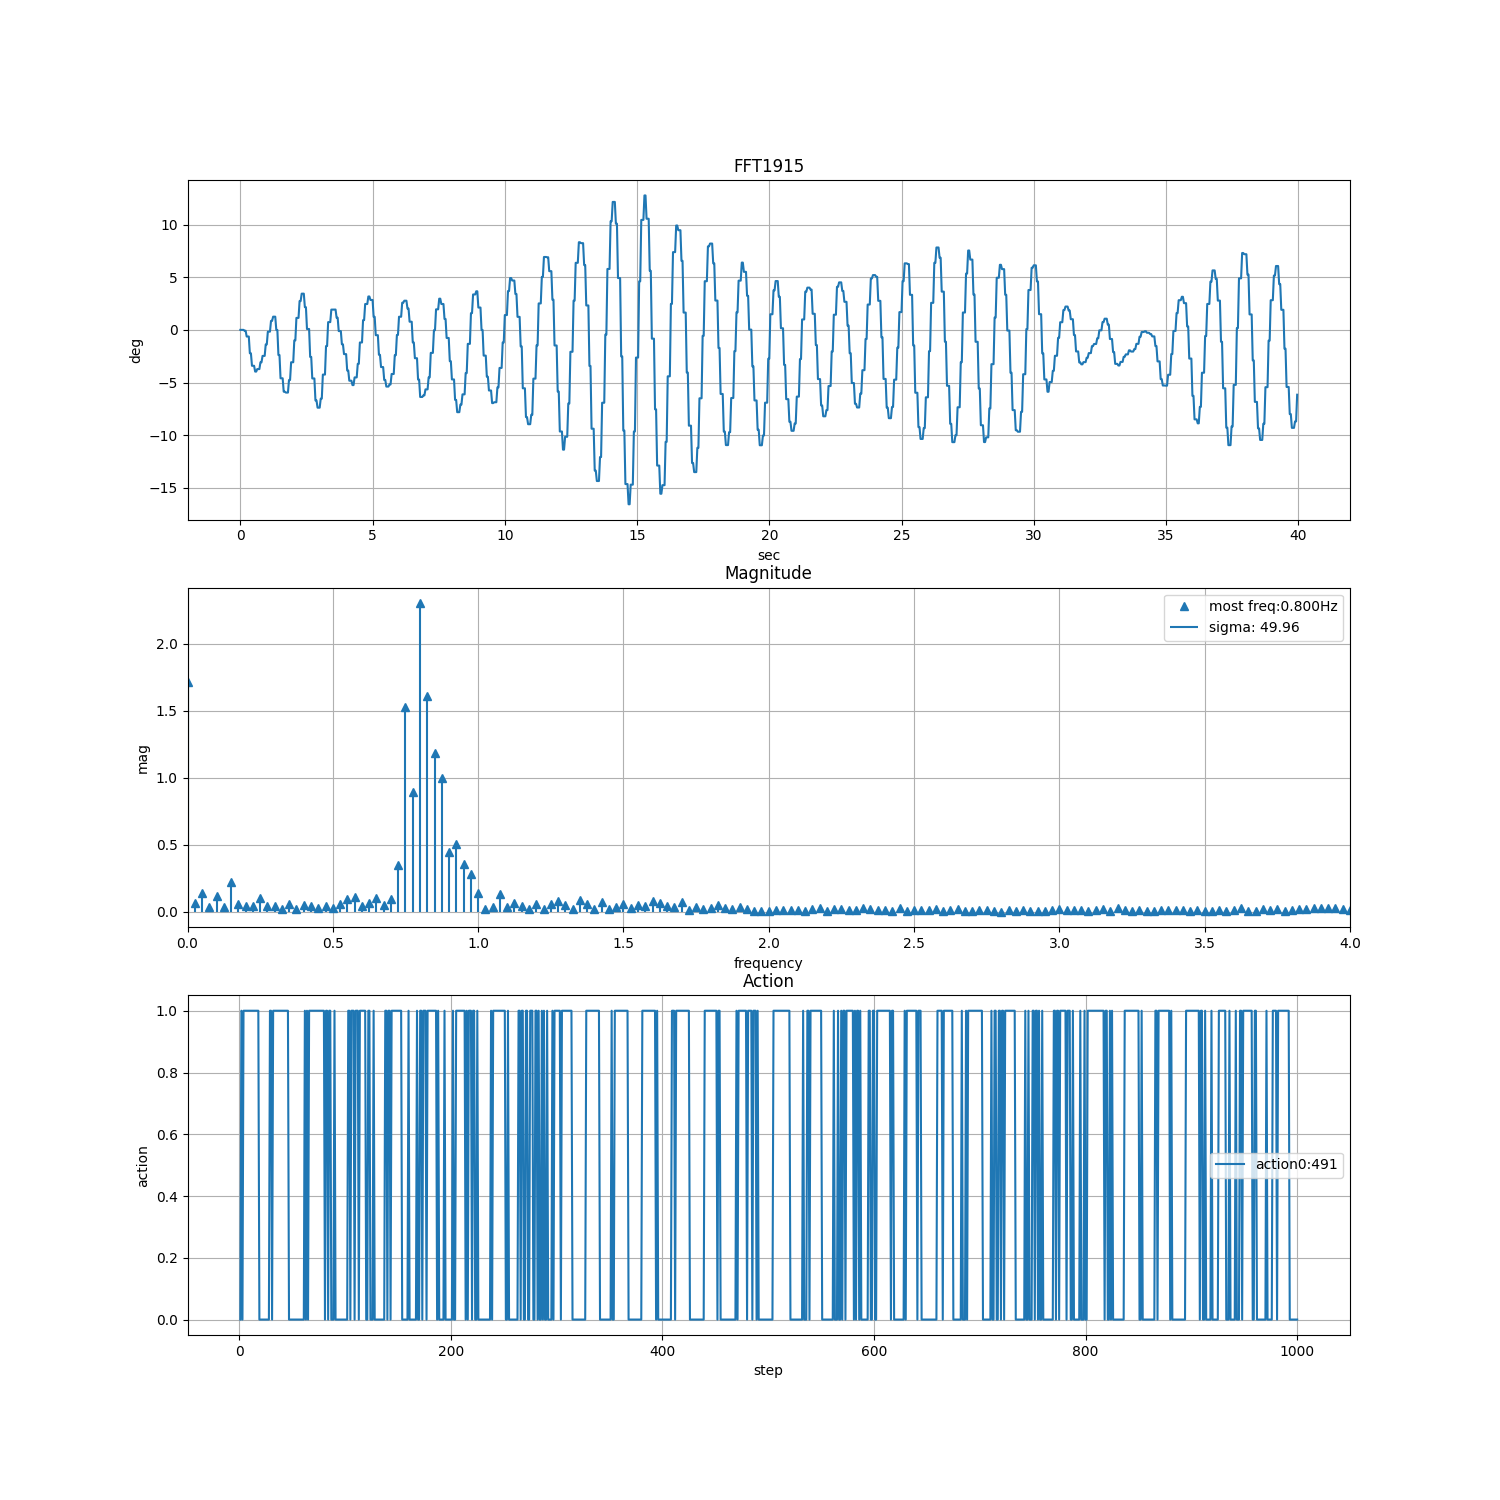 FFT1915
10
5
0
−5
−10
−15
deg
0 5 10 15 20 25 30 35 40
sec
Magnitude
most freq:0.800Hz
sigma: 49.96
2.0
1.5
1.0
0.5
0.0
mag
0.0 0.5 1.0 1.5 2.0 2.5 3.0 3.5 4.0
frequency
Action
1.0
0.8
0.6
0.4
0.2
0.0
action
action0:491
0 200 400 600 800 1000
step